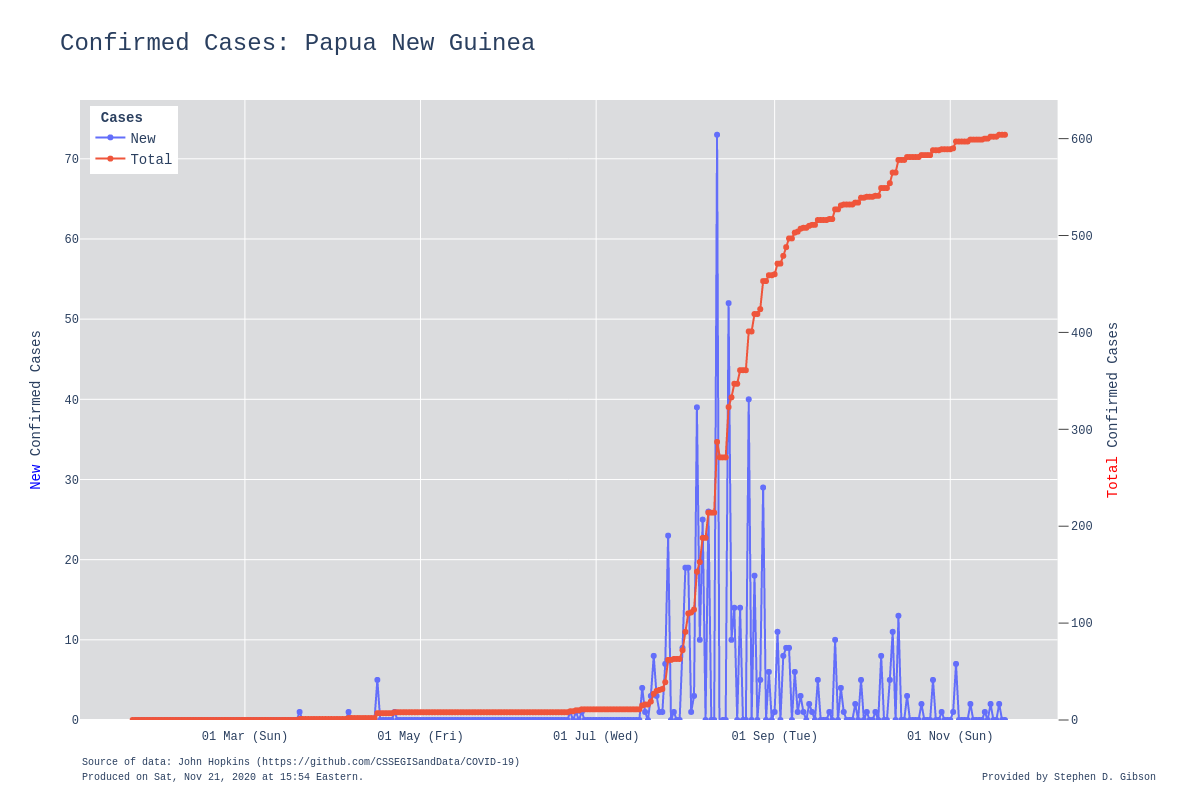 Confirmed Cases: Papua New Guinea
Cases
New
Total
70
60
50
40
30
20
10
0
New Confirmed Cases
600
500
400
300
200
100
0
Total Confirmed Cases
01 Mar (Sun)
01 May (Fri)
01 Jul (Wed)
01 Sep (Tue)
01 Nov (Sun)
Source of data: John Hopkins (https://github.com/CSSEGISandData/COVID-19)
Produced on Sat, Nov 21, 2020 at 15:54 Eastern.
Provided by Stephen D. Gibson